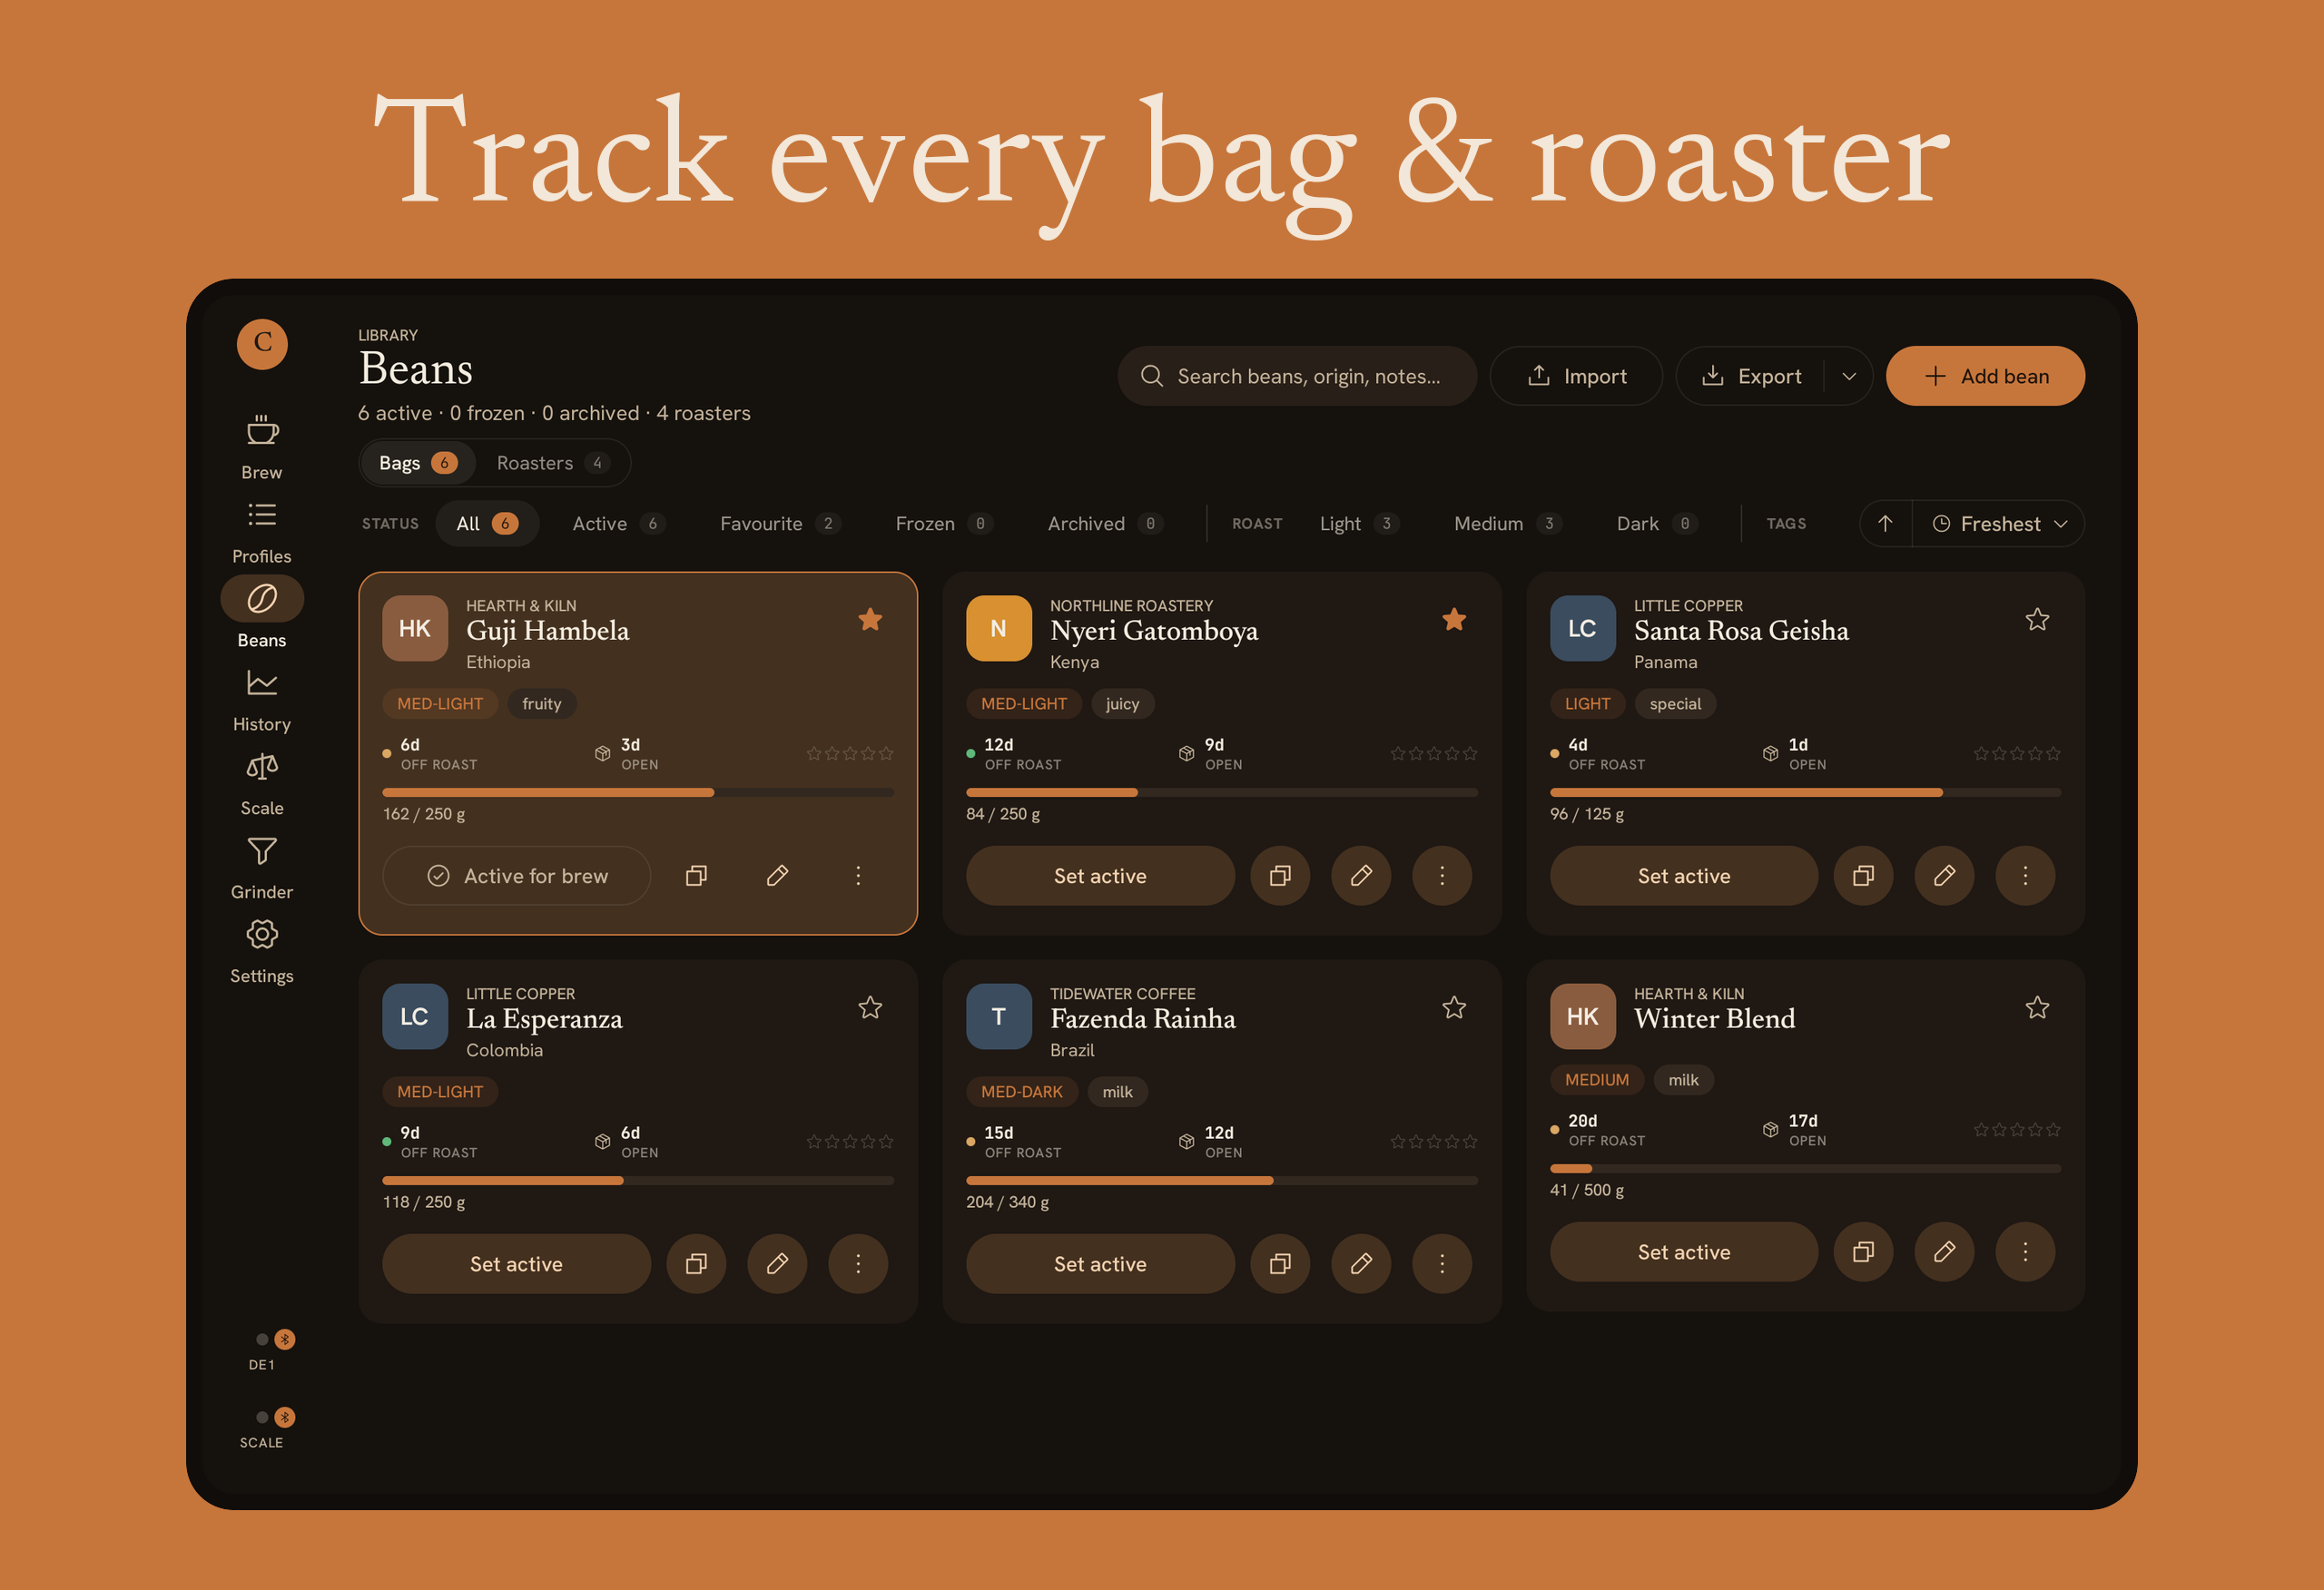 Track every bag & roaster
C
Brew
Profiles
Beans
History
Scale
Grinder
Settings
DE1
SCALE
LIBRARY
Beans
6 active · 0 frozen · 0 archived · 4 roasters
Search beans, origin, notes...
Import
Export
Add bean
Bags 6 Roasters 4
STATUS All 6 Active 6 Favourite 2 Frozen 0 Archived 0 ROAST Light 3 Medium 3 Dark 0 TAGS Freshest
HK
HEARTH & KILN
Guji Hambela
Ethiopia
MED-LIGHT fruity
6d 3d
OFF ROAST OPEN
162 / 250 g
Active for brew
N
NORTHLINE ROASTERY
Nyeri Gatomboya
Kenya
MED-LIGHT juicy
12d 9d
OFF ROAST OPEN
84 / 250 g
Set active
LC
LITTLE COPPER
Santa Rosa Geisha
Panama
LIGHT special
4d 1d
OFF ROAST OPEN
96 / 125 g
Set active
LC
LITTLE COPPER
La Esperanza
Colombia
MED-LIGHT
9d 6d
OFF ROAST OPEN
118 / 250 g
Set active
T
TIDEWATER COFFEE
Fazenda Rainha
Brazil
MED-DARK milk
15d 12d
OFF ROAST OPEN
204 / 340 g
Set active
HK
HEARTH & KILN
Winter Blend
MEDIUM milk
20d 17d
OFF ROAST OPEN
41 / 500 g
Set active